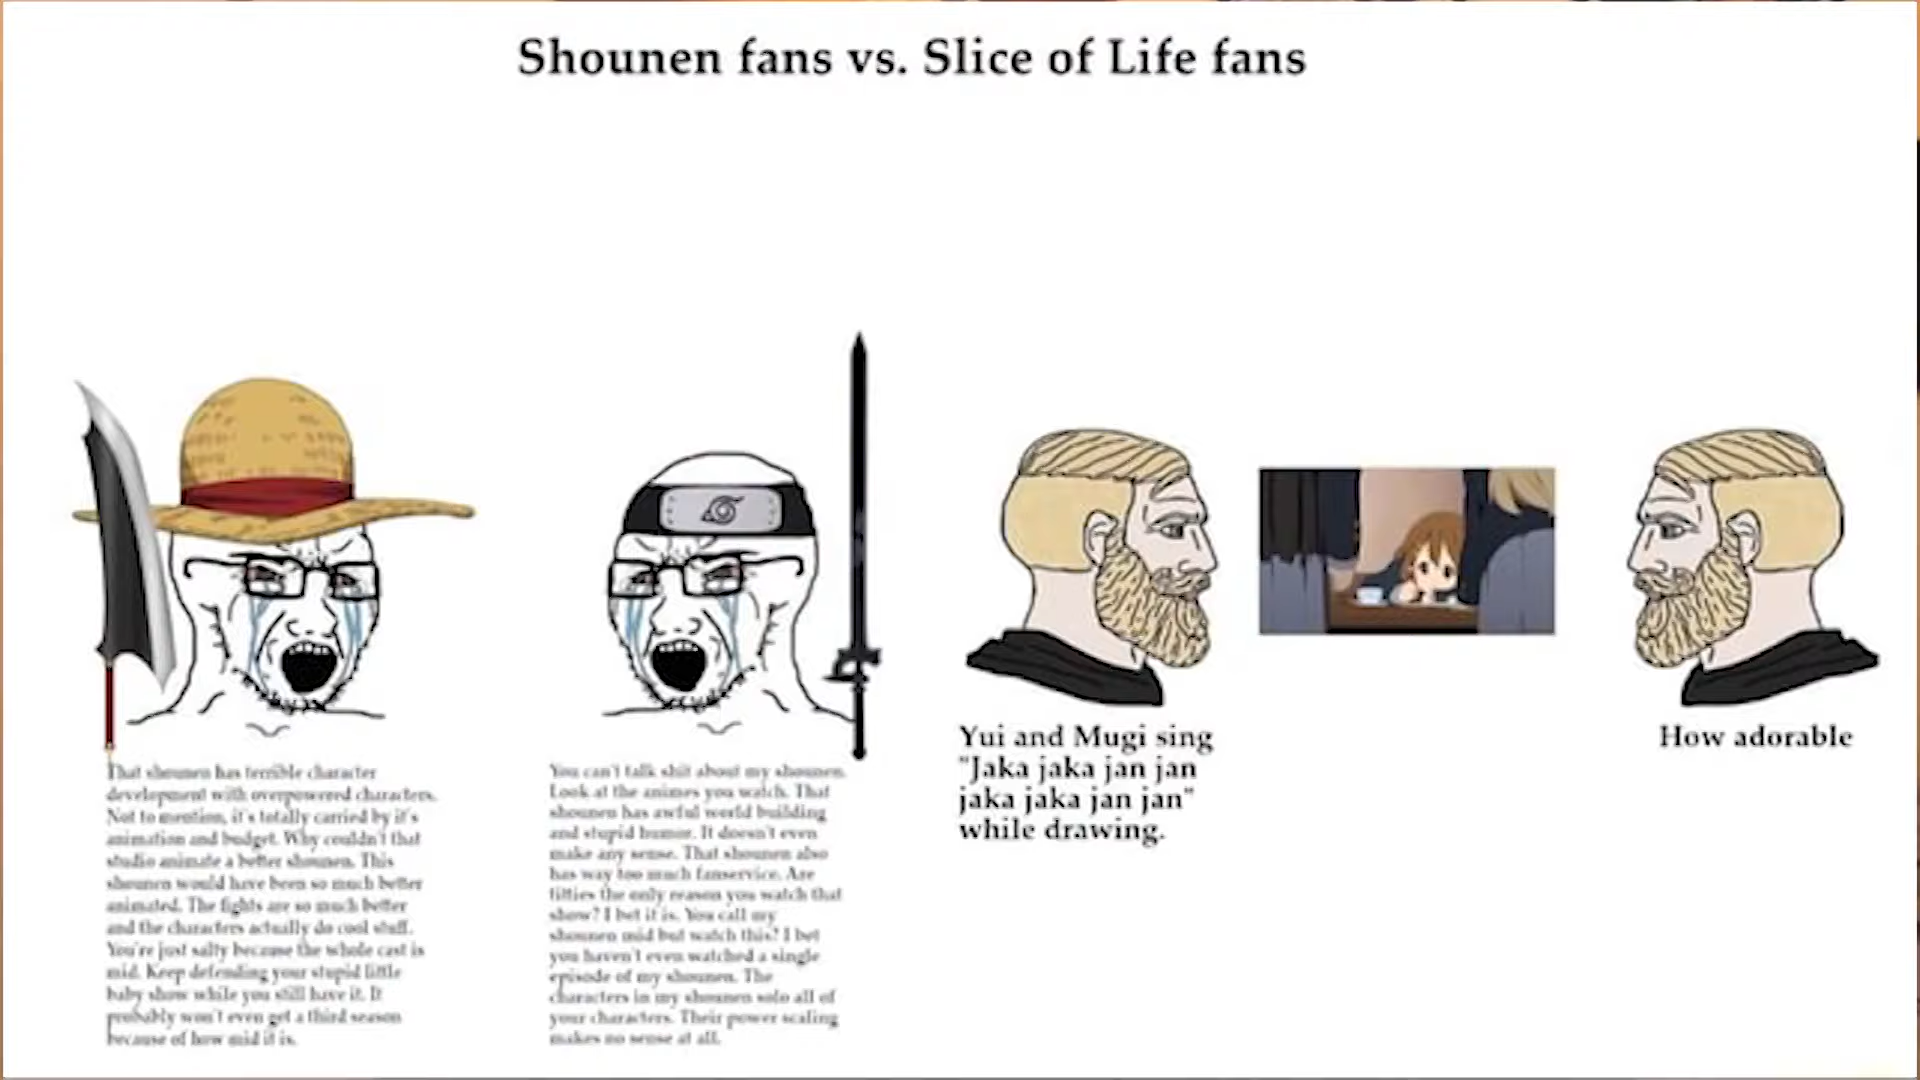 Shounen fans vs. Slice of Life fans
That shounen has terrible character
development with overpowered characters.
Not to mention, it's totally carried by it's
animation and budget. Why couldn't that
studio animate a better shounen. This
shounen would have been so much better
animated. The fights are so much better
and the characters actually do cool stuff.
You're just salty because the whole cast is
mid. Keep defending your stupid little
baby show while you still have it. It
probably won't even get a third season
because of how mid it is.
You can't talk shit about my shounen.
Look at the animes you watch. That
shounen has awful world building
and stupid humor. It doesn't even
make any sense. That shounen also
has way too much fanservice. Are
titties the only reason you watch that
show? I bet it is. You call my
shounen mid but watch this? I bet
you haven't even watched a single
episode of my shounen. The
characters in my shounen solo all of
your characters. Their power scaling
makes no sense at all.
Yui and Mugi sing
"Jaka jaka jan jan
jaka jaka jan jan"
while drawing.
How adorable